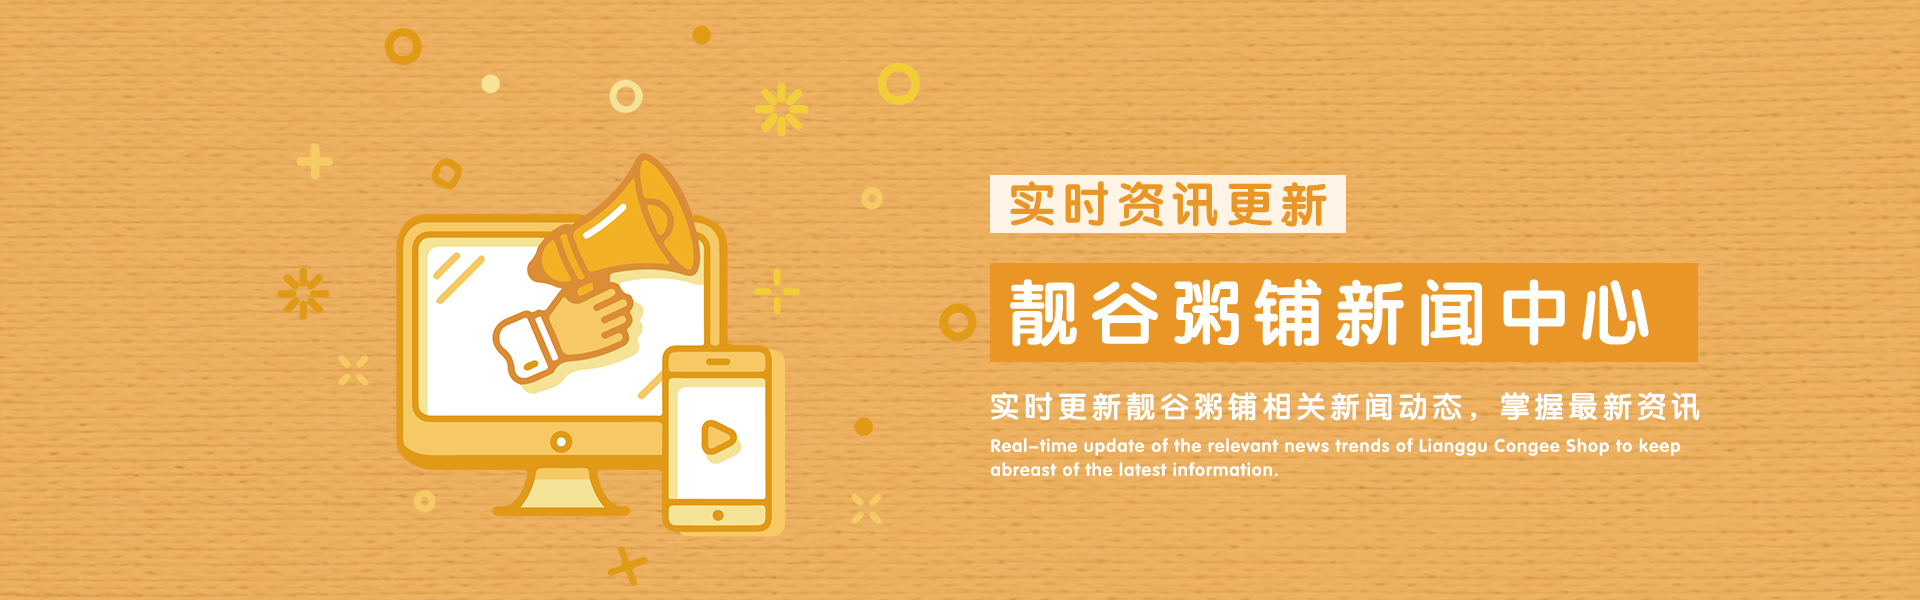 实时资讯更新
靓谷粥铺新闻中心
实时更新靓谷粥铺相关新闻动态，掌握最新资讯
Real-time update of the relevant news trends of Lianggu Congee Shop to keep
abreast of the latest information.